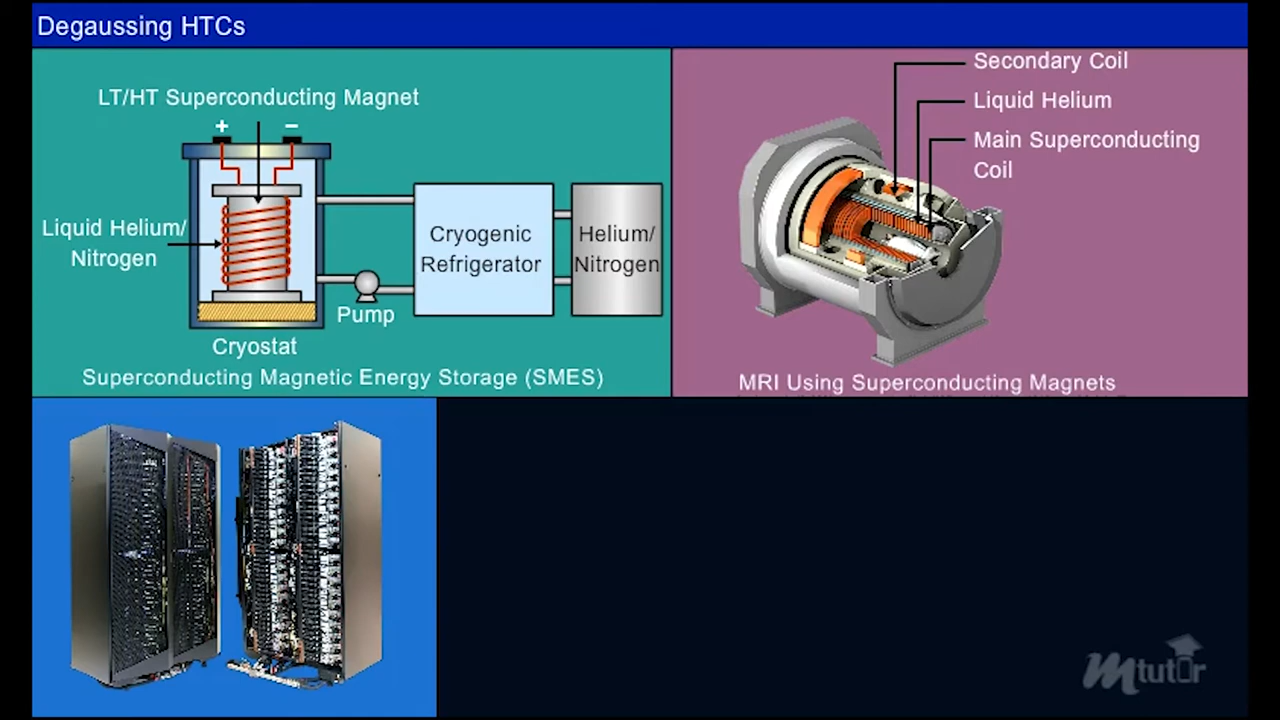 Degaussing HTCs
LT/HT Superconducting Magnet
+ −
Liquid Helium/
Nitrogen
Cryogenic
Refrigerator
Helium/
Nitrogen
Pump
Cryostat
Superconducting Magnetic Energy Storage (SMES)
Secondary Coil
Liquid Helium
Main Superconducting
Coil
MRI Using Superconducting Magnets
Mtutor